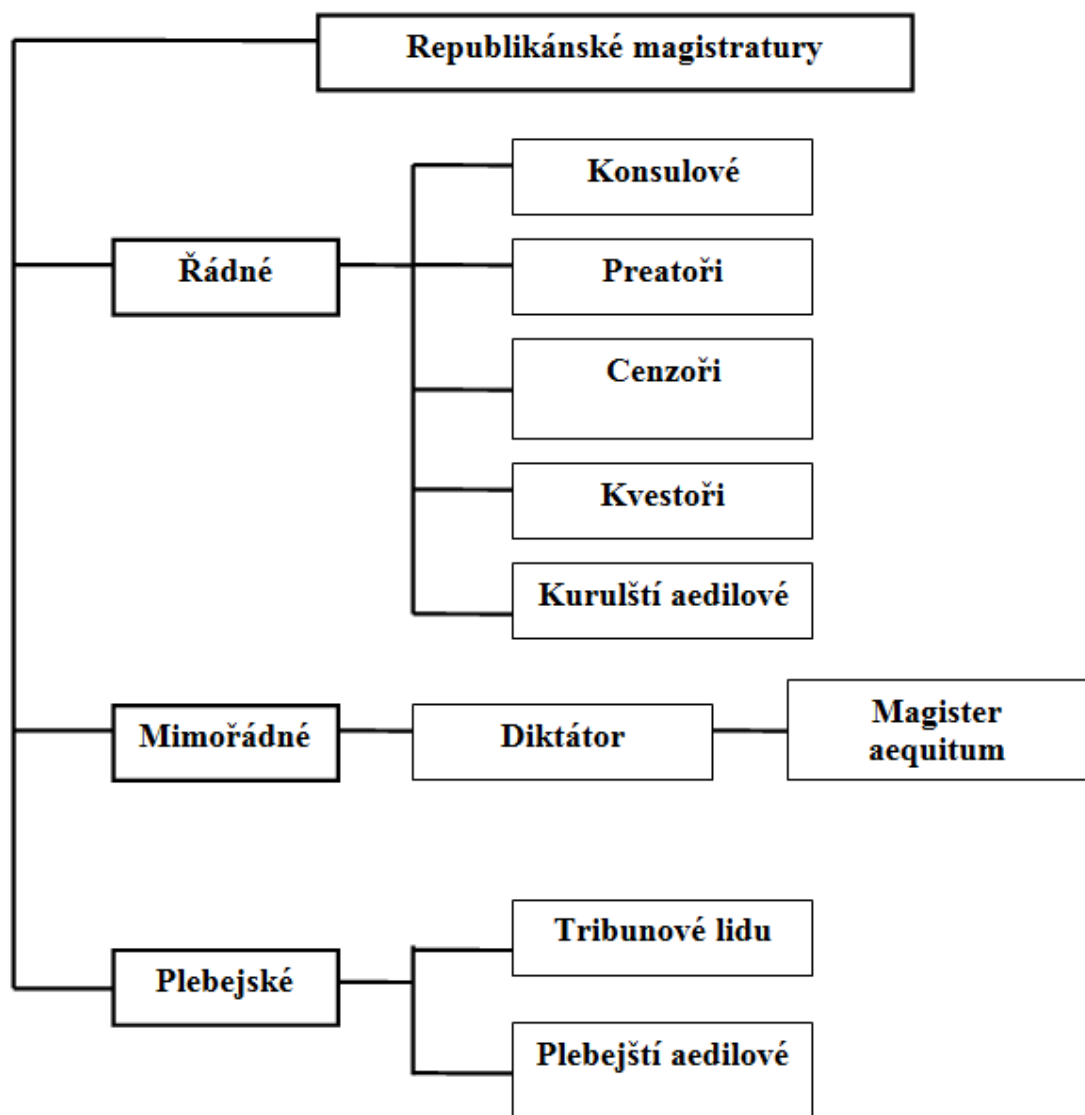 Republikánské magistratury
Konsulové
Řádné
Preatoři
Cenzoři
Kvestoři
Kurulští aedilové
Mimořádné
Diktátor
Magister
aequitum
Tribunové lidu
Plebejské
Plebejští aedilové